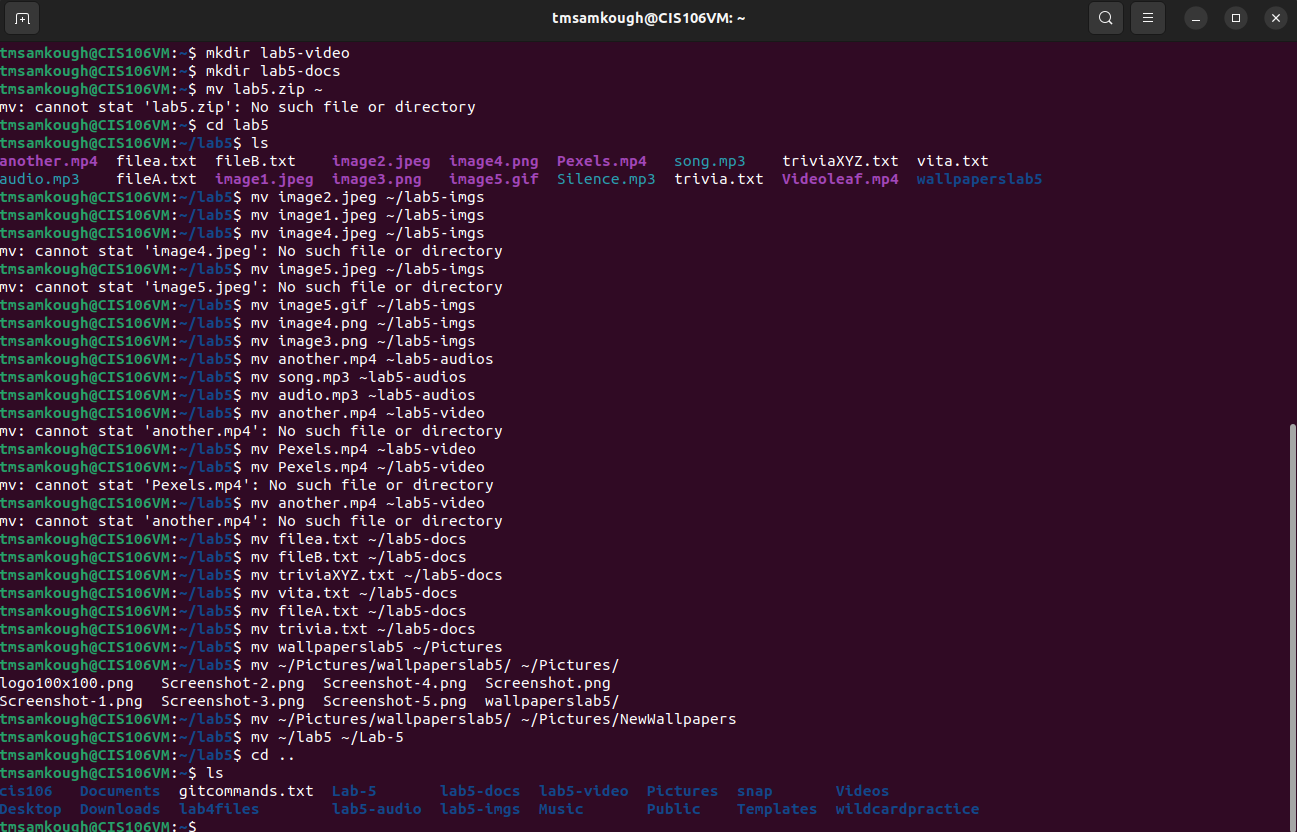 tmsamkough@CIS106VM: ~
tmsamkough@CIS106VM:~$ mkdir lab5-video
tmsamkough@CIS106VM:~$ mkdir lab5-docs
tmsamkough@CIS106VM:~$ mv lab5.zip ~
mv: cannot stat 'lab5.zip': No such file or directory
tmsamkough@CIS106VM:~$ cd lab5
tmsamkough@CIS106VM:~/lab5$ ls
another.mp4  filea.txt  fileB.txt    image2.jpeg  image4.png  Pexels.mp4   song.mp3    triviaXYZ.txt  vita.txt
audio.mp3    fileA.txt  image1.jpeg  image3.png   image5.gif  Silence.mp3  trivia.txt  Videoleaf.mp4  wallpaperslab5
tmsamkough@CIS106VM:~/lab5$ mv image2.jpeg ~/lab5-imgs
tmsamkough@CIS106VM:~/lab5$ mv image1.jpeg ~/lab5-imgs
tmsamkough@CIS106VM:~/lab5$ mv image4.jpeg ~/lab5-imgs
mv: cannot stat 'image4.jpeg': No such file or directory
tmsamkough@CIS106VM:~/lab5$ mv image5.jpeg ~/lab5-imgs
mv: cannot stat 'image5.jpeg': No such file or directory
tmsamkough@CIS106VM:~/lab5$ mv image5.gif ~/lab5-imgs
tmsamkough@CIS106VM:~/lab5$ mv image4.png ~/lab5-imgs
tmsamkough@CIS106VM:~/lab5$ mv image3.png ~/lab5-imgs
tmsamkough@CIS106VM:~/lab5$ mv another.mp4 ~lab5-audios
tmsamkough@CIS106VM:~/lab5$ mv song.mp3 ~lab5-audios
tmsamkough@CIS106VM:~/lab5$ mv audio.mp3 ~lab5-audios
tmsamkough@CIS106VM:~/lab5$ mv another.mp4 ~lab5-video
mv: cannot stat 'another.mp4': No such file or directory
tmsamkough@CIS106VM:~/lab5$ mv Pexels.mp4 ~lab5-video
tmsamkough@CIS106VM:~/lab5$ mv Pexels.mp4 ~/lab5-video
mv: cannot stat 'Pexels.mp4': No such file or directory
tmsamkough@CIS106VM:~/lab5$ mv another.mp4 ~lab5-video
mv: cannot stat 'another.mp4': No such file or directory
tmsamkough@CIS106VM:~/lab5$ mv filea.txt ~/lab5-docs
tmsamkough@CIS106VM:~/lab5$ mv fileB.txt ~/lab5-docs
tmsamkough@CIS106VM:~/lab5$ mv triviaXYZ.txt ~/lab5-docs
tmsamkough@CIS106VM:~/lab5$ mv vita.txt ~/lab5-docs
tmsamkough@CIS106VM:~/lab5$ mv fileA.txt ~/lab5-docs
tmsamkough@CIS106VM:~/lab5$ mv trivia.txt ~/lab5-docs
tmsamkough@CIS106VM:~/lab5$ mv wallpaperslab5 ~/Pictures
tmsamkough@CIS106VM:~/lab5$ mv ~/Pictures/wallpaperslab5/ ~/Pictures/
logo100x100.png   Screenshot-2.png  Screenshot-4.png  Screenshot.png
Screenshot-1.png  Screenshot-3.png  Screenshot-5.png  wallpaperslab5/
tmsamkough@CIS106VM:~/lab5$ mv ~/Pictures/wallpaperslab5/ ~/Pictures/NewWallpapers
tmsamkough@CIS106VM:~/lab5$ mv ~/lab5 ~/Lab-5
tmsamkough@CIS106VM:~/lab5$ cd ..
tmsamkough@CIS106VM:~$ ls
cis106   Documents  gitcommands.txt  Lab-5       lab5-docs  lab5-video  Pictures  snap       Videos
Desktop  Downloads  lab4files        lab5-audio  lab5-imgs  Music       Public    Templates  wildcardpractice
tmsamkough@CIS106VM:~$